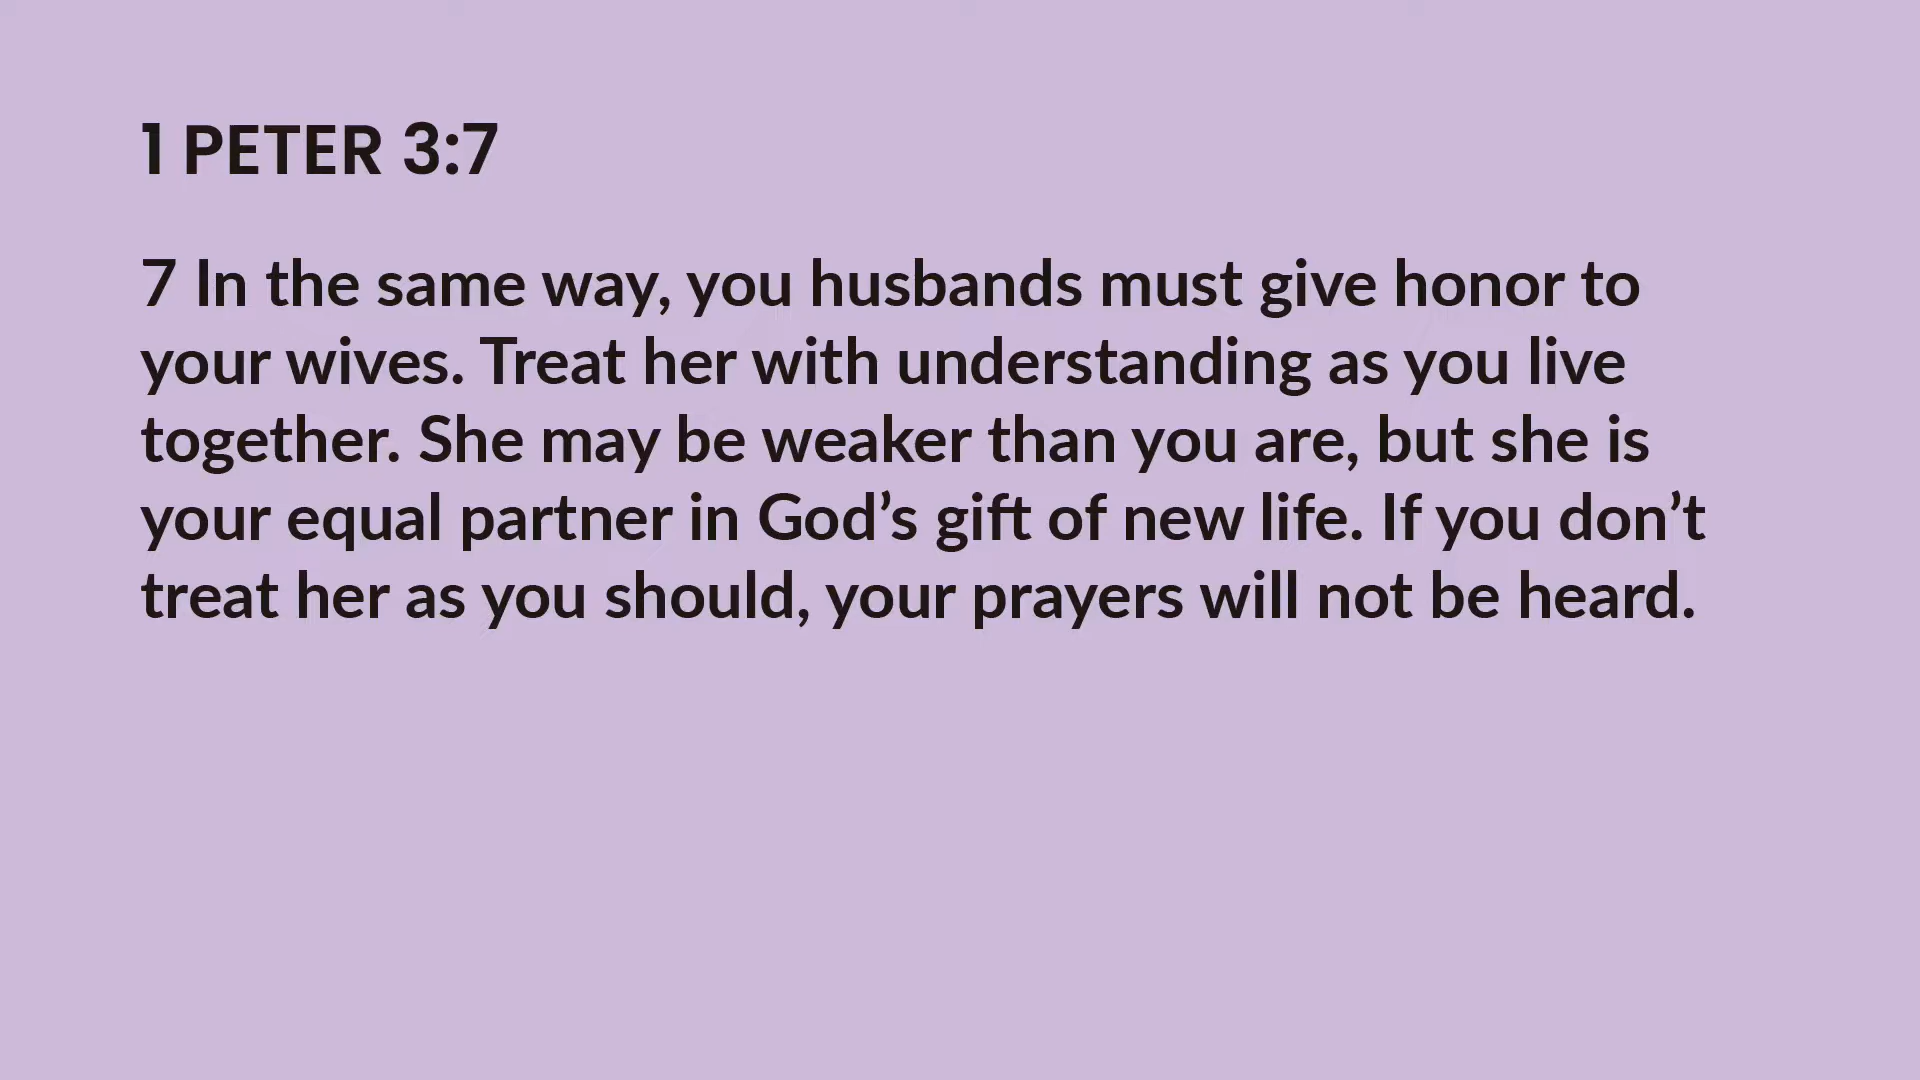 1 PETER 3:7
7 In the same way, you husbands must give honor to
your wives. Treat her with understanding as you live
together. She may be weaker than you are, but she is
your equal partner in God’s gift of new life. If you don’t
treat her as you should, your prayers will not be heard.